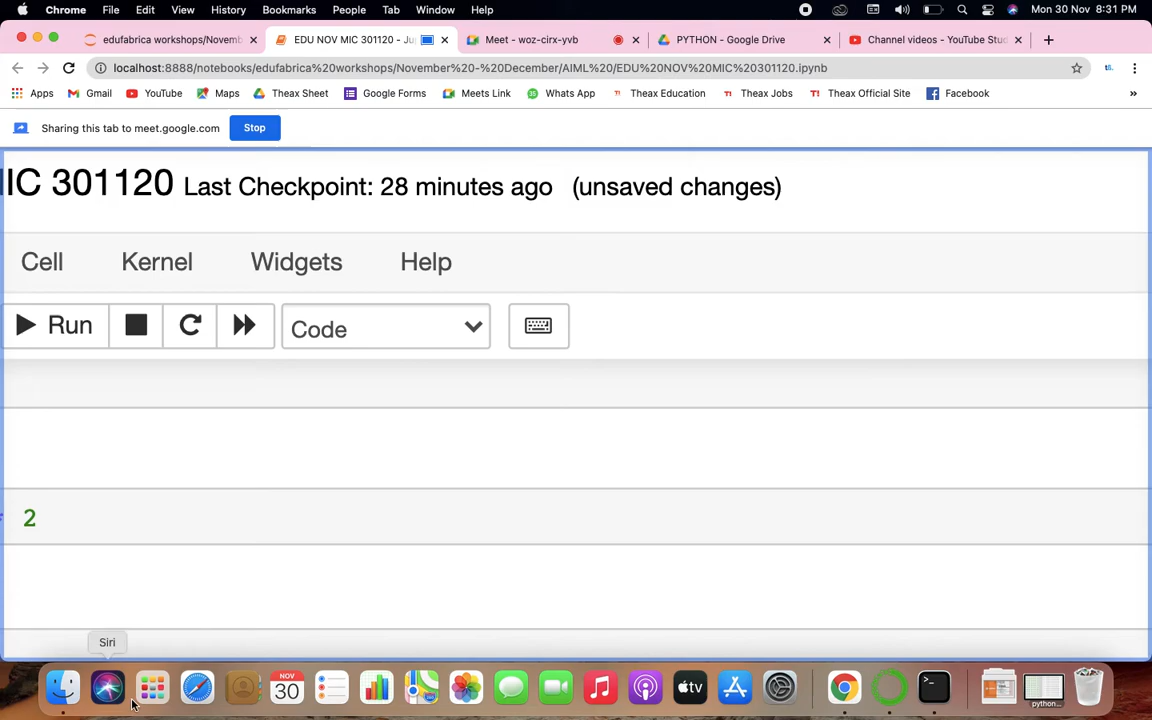 Chrome File Edit View History Bookmarks People Tab Window Help Mon 30 Nov 8:31 PM
edufabrica workshops/Novemb EDU NOV MIC 301120 - Ju Meet - woz-cirx-yvb PYTHON - Google Drive Channel videos - YouTube Stud
localhost:8888/notebooks/edufabrica%20workshops/November%20-%20December/AIML%20/EDU%20NOV%20MIC%20301120.ipynb
Apps Gmail YouTube Maps Theax Sheet Google Forms Meets Link Whats App Theax Education Theax Jobs Theax Official Site Facebook »
Sharing this tab to meet.google.com Stop
IC 301120 Last Checkpoint: 28 minutes ago (unsaved changes)
Cell Kernel Widgets Help
Run Code
2
Siri
NOV
30
tv
python...